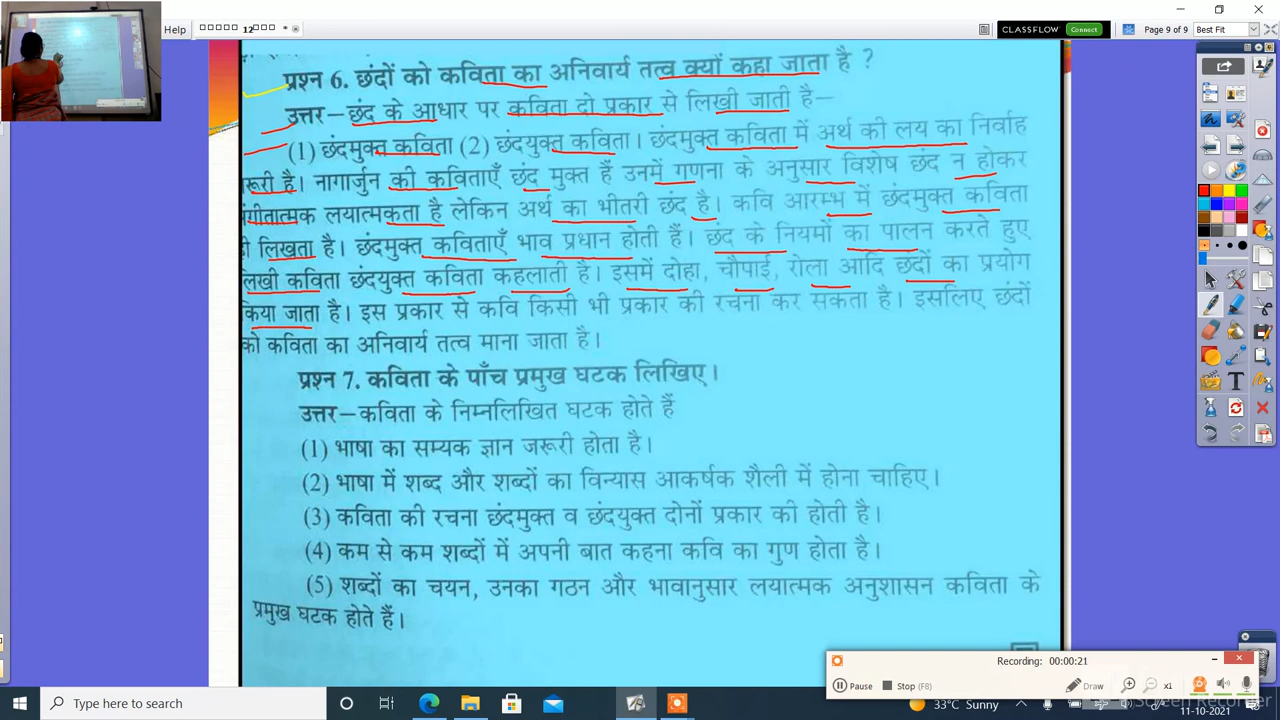 Help
12
Page 9 of 9
Best Fit
CLASSFLOW
Connect
प्रश्न 6. छंदों को कविता का अनिवार्य तत्व क्यों कहा जाता है ?
उत्तर – छंद के आधार पर कविता दो प्रकार से लिखी जाती है –
(1) छंदमुक्त कविता (2) छंदयुक्त कविता। छंदमुक्त कविता में अर्थ की लय का निर्वाह
रूरी है। नागार्जुन की कविताएँ छंद मुक्त हैं उनमें गणना के अनुसार विशेष छंद न होकर
संगीतात्मक लयात्मकता है लेकिन अर्थ का भीतरी छंद है। कवि आरम्भ में छंदमुक्त कविता
ही लिखता है। छंदमुक्त कविताएँ भाव प्रधान होती हैं। छंद के नियमों का पालन करते हुए
लिखी कविता छंदयुक्त कविता कहलाती है। इसमें दोहा, चौपाई, रोला आदि छंदों का प्रयोग
किया जाता है। इस प्रकार से कवि किसी भी प्रकार की रचना कर सकता है। इसलिए छंदों
को कविता का अनिवार्य तत्व माना जाता है।
प्रश्न 7. कविता के पाँच प्रमुख घटक लिखिए।
उत्तर – कविता के निम्नलिखित घटक होते हैं
(1) भाषा का सम्यक ज्ञान जरूरी होता है।
(2) भाषा में शब्द और शब्दों का विन्यास आकर्षक शैली में होना चाहिए।
(3) कविता की रचना छंदमुक्त व छंदयुक्त दोनों प्रकार की होती है।
(4) कम से कम शब्दों में अपनी बात कहना कवि का गुण होता है।
(5) शब्दों का चयन, उनका गठन और भावानुसार लयात्मक अनुशासन कविता के
प्रमुख घटक होते हैं।
Recording: 00:00:21
Pause
Stop (F8)
Draw
x1
Screencast-O-Matic Recorder
Type here to search
33°C Sunny
11-10-2021